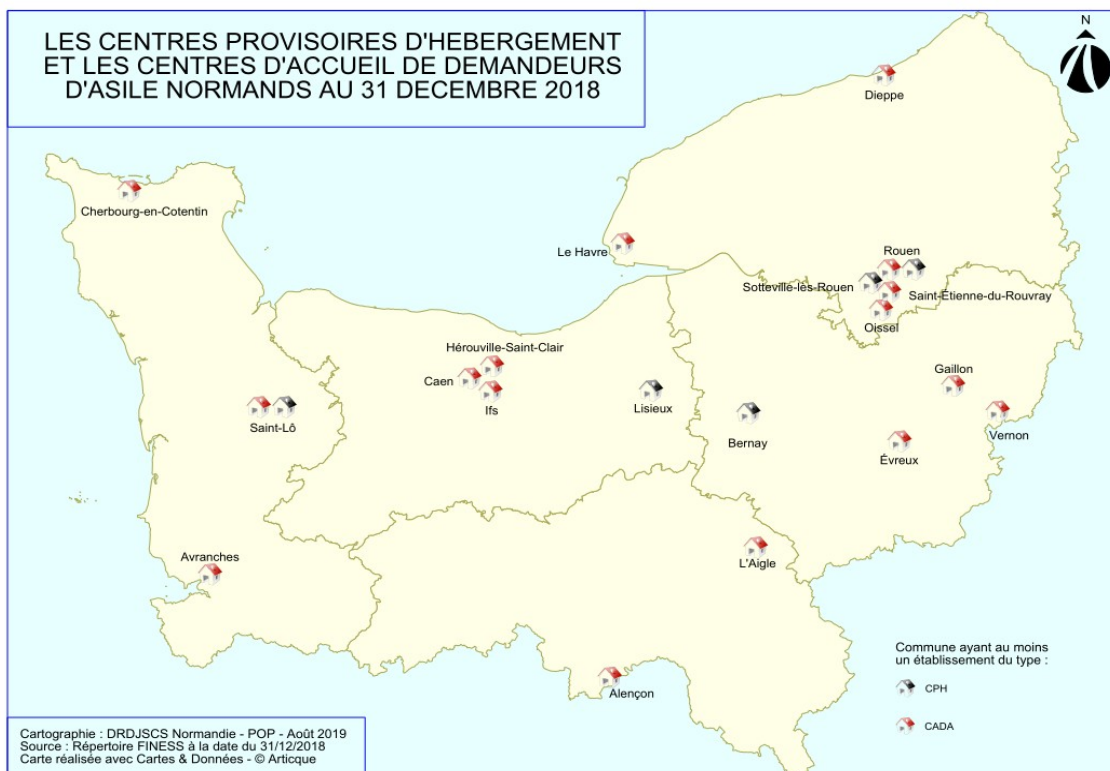 LES CENTRES PROVISOIRES D'HEBERGEMENT
ET LES CENTRES D'ACCUEIL DE DEMANDEURS
D'ASILE NORMANDS AU 31 DECEMBRE 2018
N
Dieppe
Cherbourg-en-Cotentin
Le Havre
Rouen
Sotteville-lès-Rouen
Saint-Étienne-du-Rouvray
Oissel
Hérouville-Saint-Clair
Caen
Ifs
Lisieux
Gaillon
Saint-Lô
Bernay
Vernon
Évreux
Avranches
L'Aigle
Alençon
Commune ayant au moins
un établissement du type :
CPH
CADA
Cartographie : DRDJSCS Normandie - POP - Août 2019
Source : Répertoire FINESS à la date du 31/12/2018
Carte réalisée avec Cartes & Données - © Articque